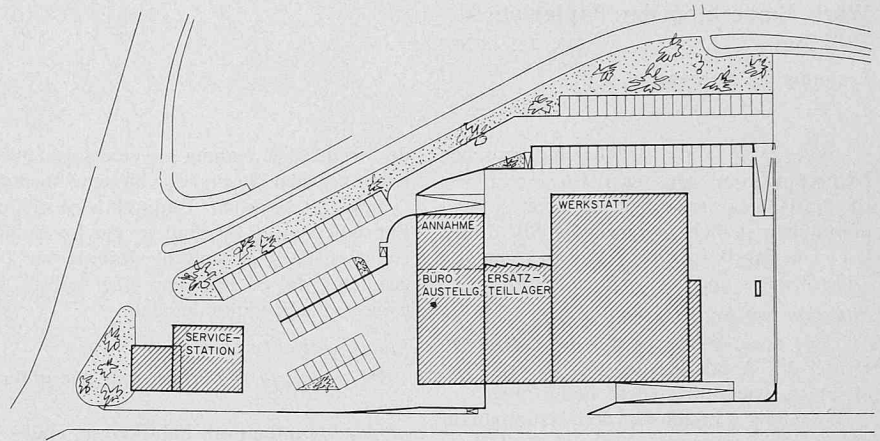 ANNAHME
WERKSTATT
BÜRO
AUSTELLG.
ERSATZ-
TEILLAGER
SERVICE-
STATION